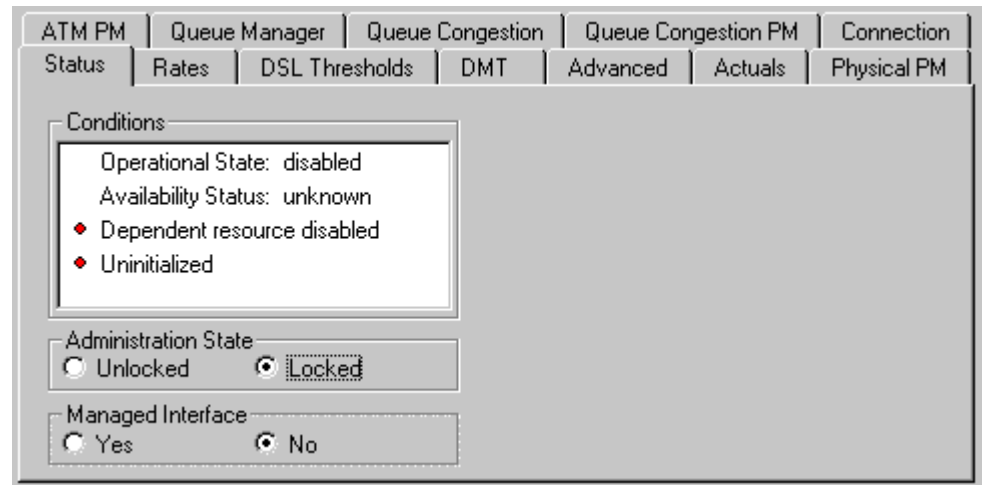 ATM PM Queue Manager Queue Congestion Queue Congestion PM Connection
Status Rates DSL Thresholds DMT Advanced Actuals Physical PM
Conditions
Operational State: disabled
Availability Status: unknown
Dependent resource disabled
Uninitialized
Administration State
Unlocked Locked
Managed Interface
Yes No